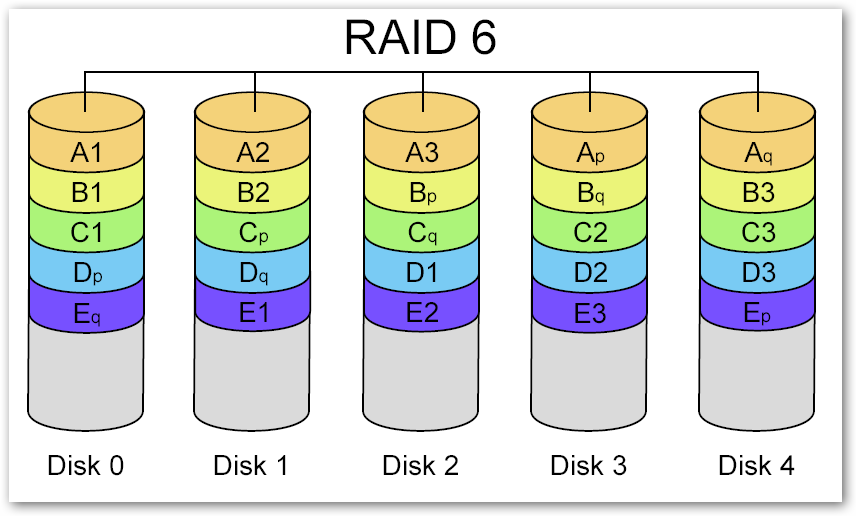 RAID 6
A1 A2 A3 Ap Aq
B1 B2 Bp Bq B3
C1 Cp Cq C2 C3
Dp Dq D1 D2 D3
Eq E1 E2 E3 Ep
Disk 0 Disk 1 Disk 2 Disk 3 Disk 4